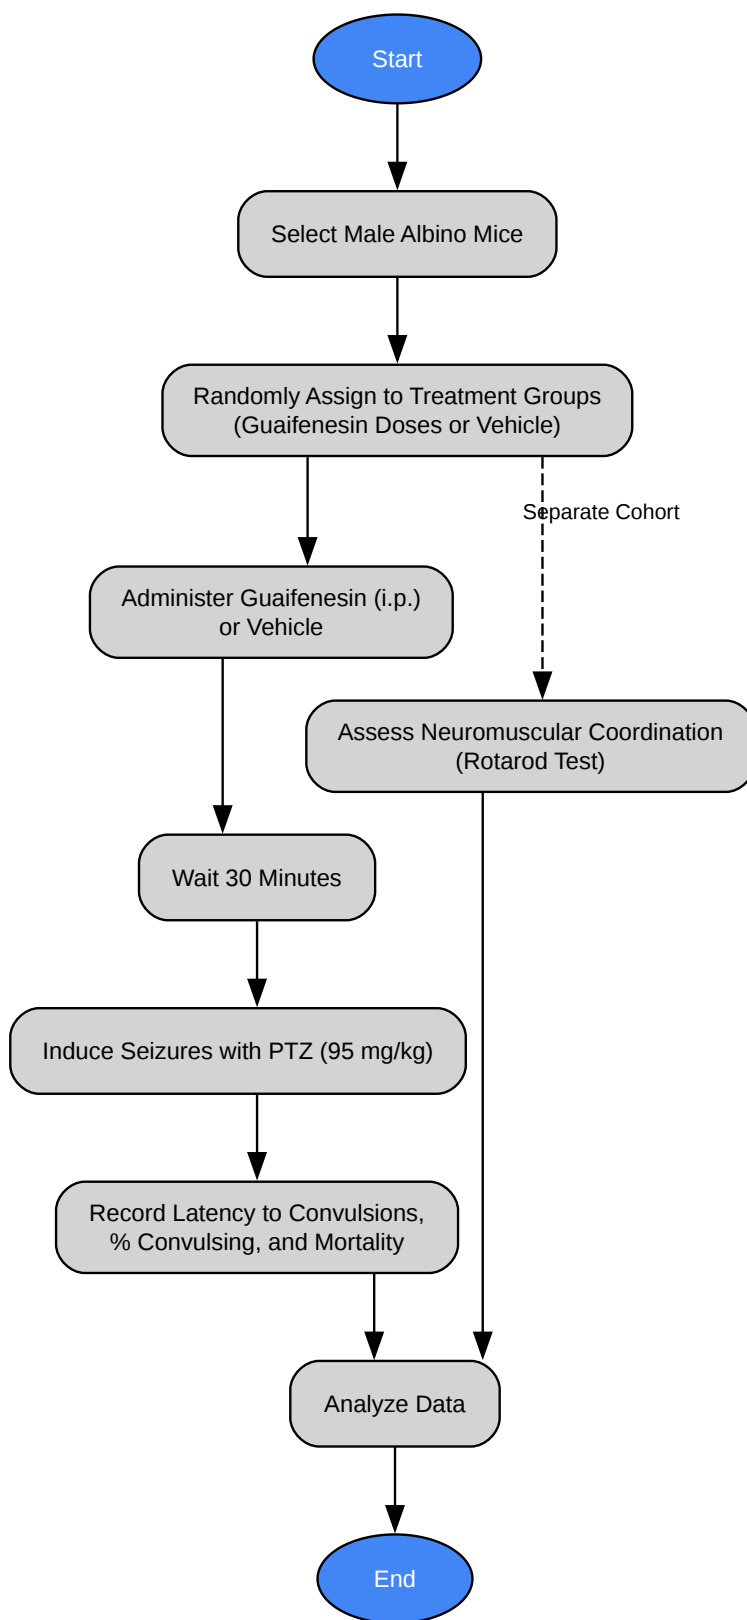 Start
Select Male Albino Mice
Randomly Assign to Treatment Groups
(Guaifenesin Doses or Vehicle)
Separate Cohort
Administer Guaifenesin (i.p.)
or Vehicle
Assess Neuromuscular Coordination
(Rotarod Test)
Wait 30 Minutes
Induce Seizures with PTZ (95 mg/kg)
Record Latency to Convulsions,
% Convulsing, and Mortality
Analyze Data
End